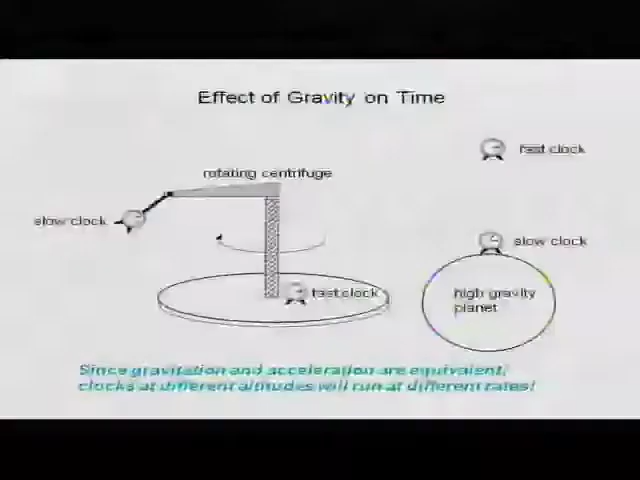 Effect of Gravity on Time
rotating centrifuge
slow clock
fast clock
fast clock
slow clock
high gravity
planet
Since gravitation and acceleration are equivalent,
clocks at different altitudes will run at different rates!